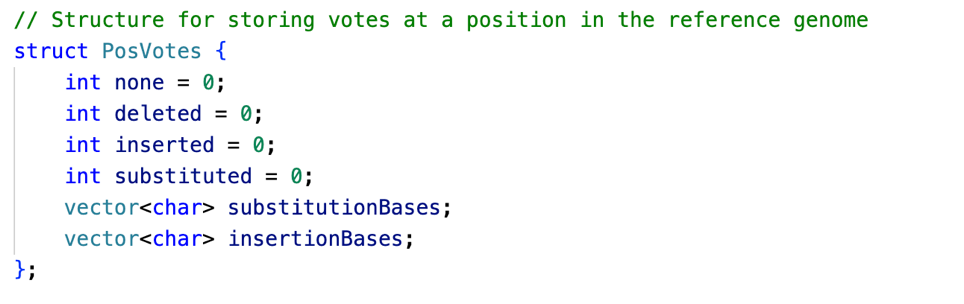 // Structure for storing votes at a position in the reference genome
struct PosVotes {
    int none = 0;
    int deleted = 0;
    int inserted = 0;
    int substituted = 0;
    vector<char> substitutionBases;
    vector<char> insertionBases;
};